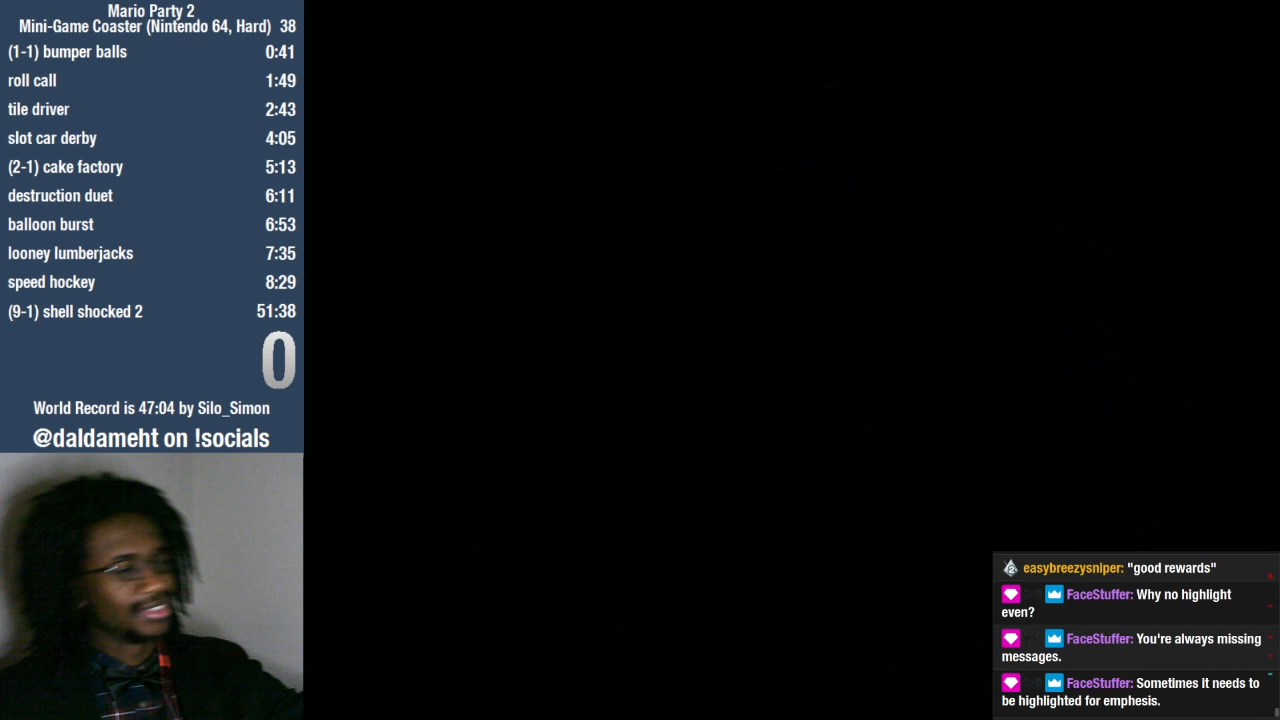 Mario Party 2
Mini-Game Coaster (Nintendo 64, Hard) 38
(1-1) bumper balls 0:41
roll call 1:49
tile driver 2:43
slot car derby 4:05
(2-1) cake factory 5:13
destruction duet 6:11
balloon burst 6:53
looney lumberjacks 7:35
speed hockey 8:29
(9-1) shell shocked 2 51:38
0
World Record is 47:04 by Silo_Simon
@daldameht on !socials
2 easybreezysniper: "good rewards"
FaceStuffer: Why no highlight
even?
FaceStuffer: You're always missing
messages.
FaceStuffer: Sometimes it needs to
be highlighted for emphesis.